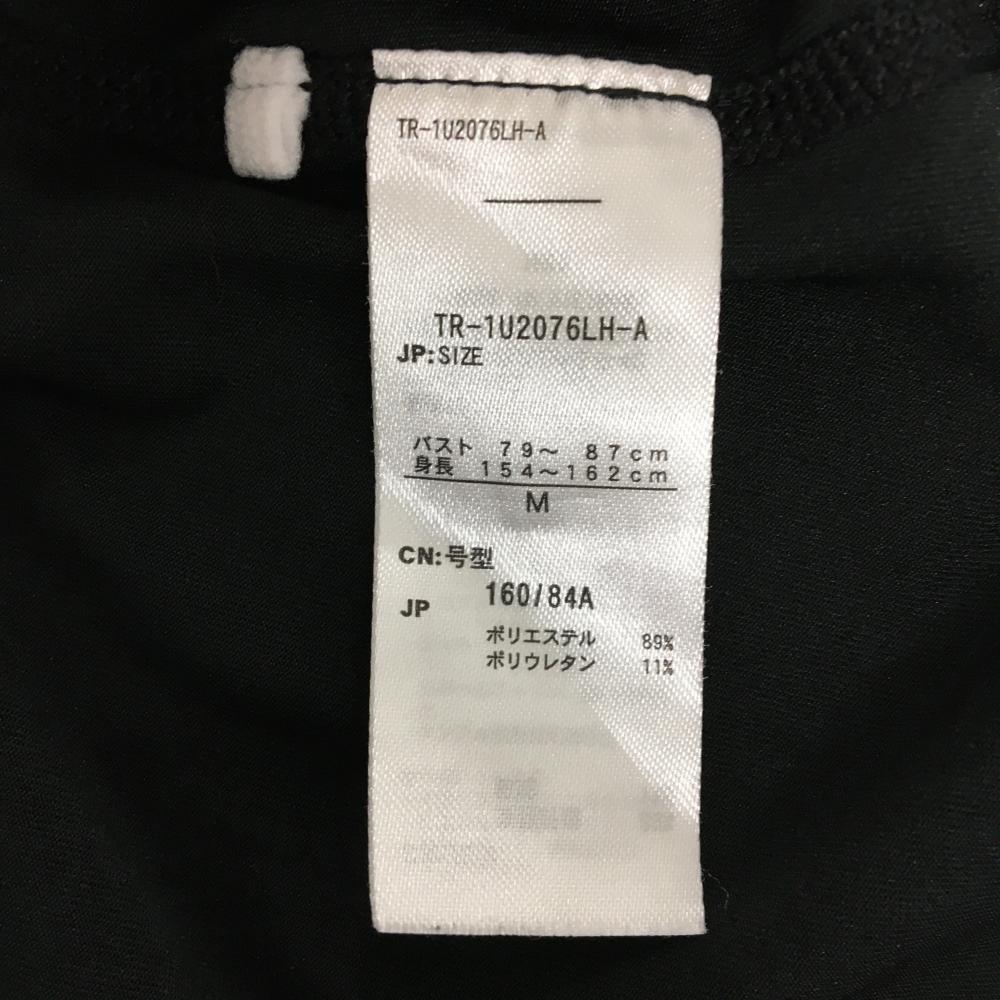 TR-1U2076LH-A
TR-1U2076LH-A
JP:SIZE
バスト 79～ 87cm
身長 154～162cm
M
CN:号型
160/84A
JP
ポリエステル 89%
ポリウレタン 11%